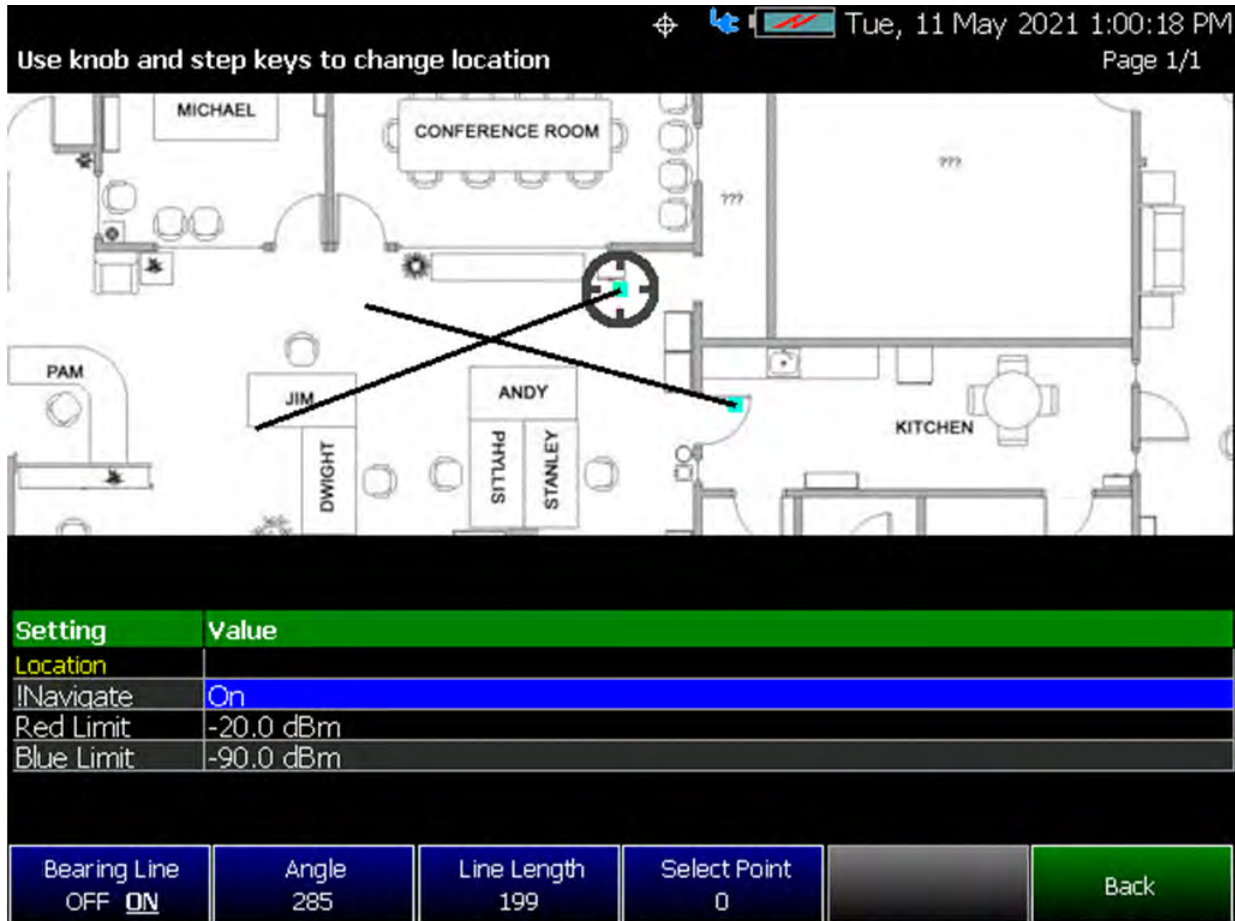 Tue, 11 May 2021 1:00:18 PM
Use knob and step keys to change location
Page 1/1
MICHAEL
CONFERENCE ROOM
???
???
PAM
JIM
ANDY
KITCHEN
DWIGHT
PHYLLIS
STANLEY
Setting Value
Location
!Navigate On
Red Limit -20.0 dBm
Blue Limit -90.0 dBm
Bearing Line
OFF ON
Angle
285
Line Length
199
Select Point
0
Back